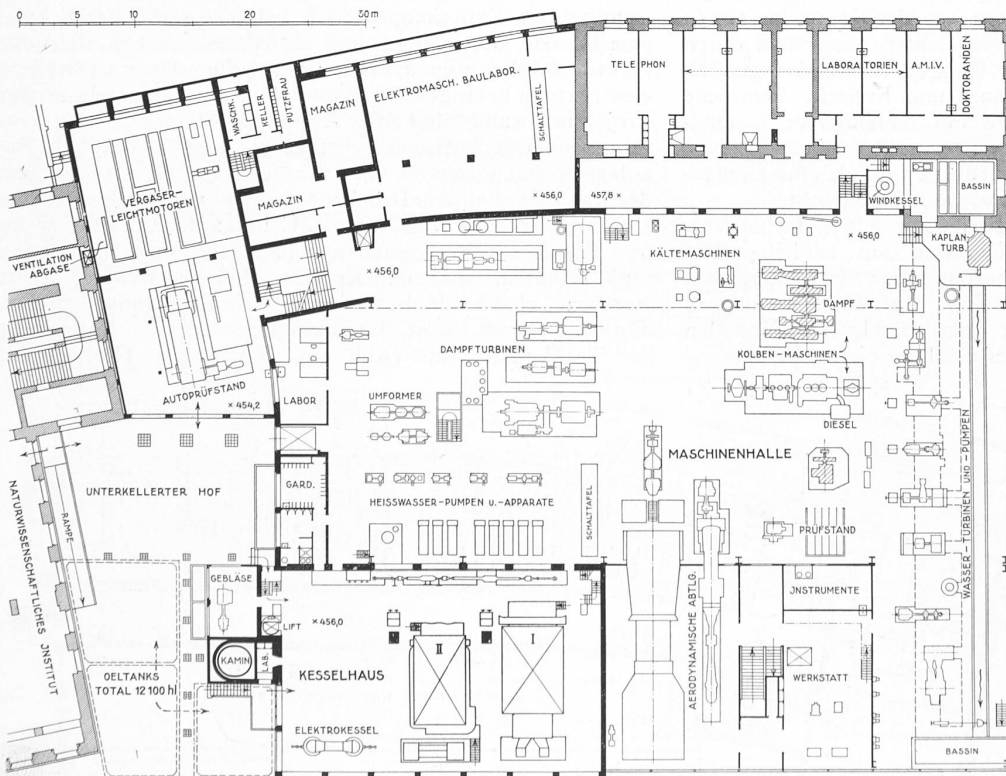 0 5 10 15 20 25 30 m
TELEPHON
LABORATORIEN
A.M.I.V.
DOKTORANDEN
ELEKTROMASCH. BAULABOR.
SCHALTTAFEL
MAGAZIN
WASCHK.
KELLER
PUTZFRAU
VERGASER-
LEICHTMOTOREN
MAGAZIN
× 456,0
457,8 ×
WINDKESSEL
BASSIN
VENTILATION
ABGASE
× 456,0
KÄLTEMASCHINEN
× 456,0
KAPLAN-
TURB.
DAMPF
KOLBEN-MASCHINEN
DAMPFTURBINEN
AUTOPRÜFSTAND
× 454,2
LABOR
UMFORMER
DIESEL
MASCHINENHALLE
WASSER-TURBINEN UND-PUMPEN
NATURWISSENSCHAFTLICHES JNSTITUT
RAMPE
UNTERKELLERTER HOF
GARD.
HEISSWASSER-PUMPEN U.-APPARATE
SCHALTTAFEL
PRÜFSTAND
GEBLÄSE
LIFT
× 456,0
JNSTRUMENTE
AERODYNAMISCHE ABTLG.
II
I
KAMIN
LAB.
OELTANKS
TOTAL 12100 hl
KESSELHAUS
WERKSTATT
ELEKTROKESSEL
BASSIN